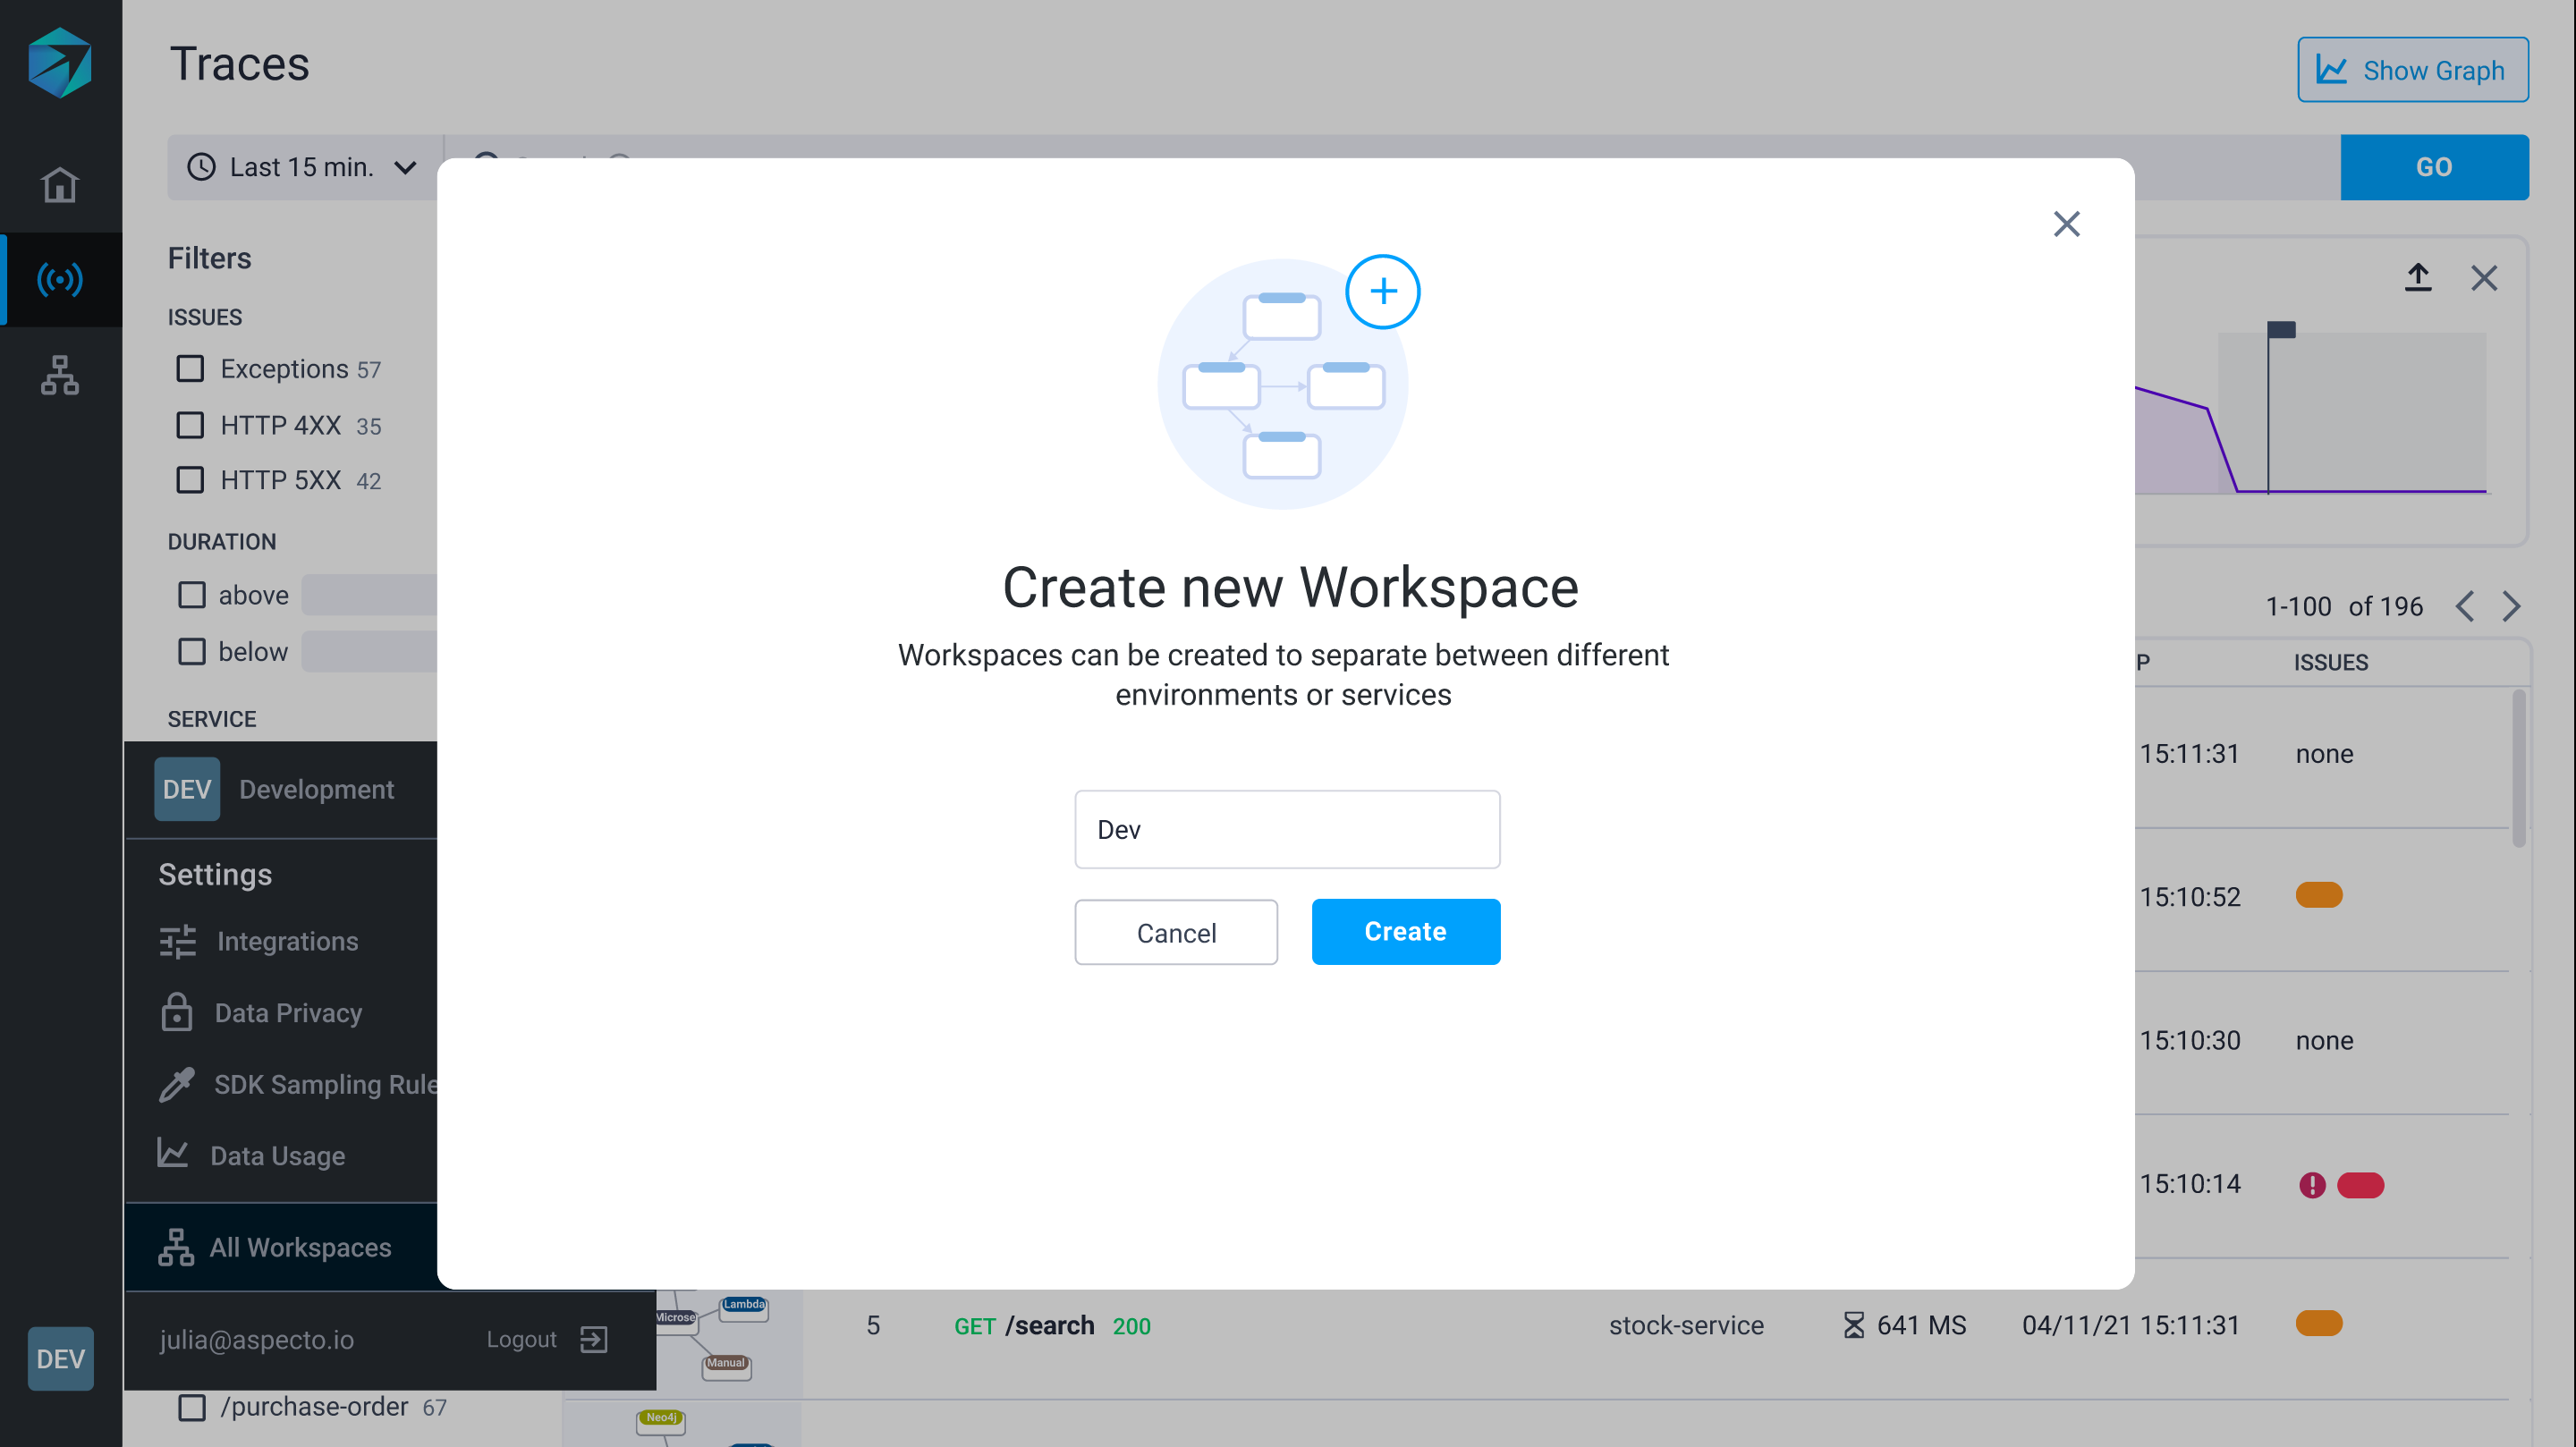 Traces
Show Graph
Last 15 min.
GO
Filters
ISSUES
Exceptions 57
HTTP 4XX 35
HTTP 5XX 42
DURATION
above
below
SERVICE
DEV Development
Settings
Integrations
Data Privacy
SDK Sampling Rule
Data Usage
All Workspaces
julia@aspecto.io Logout
DEV
/purchase-order 67
Create new Workspace
Workspaces can be created to separate between different
environments or services
Dev
Cancel Create
1-100 of 196
P ISSUES
15:11:31 none
15:10:52
15:10:30 none
15:10:14
Lambda
Microse
Manual
5 GET /search 200 stock-service 641 MS 04/11/21 15:11:31
Neo4j